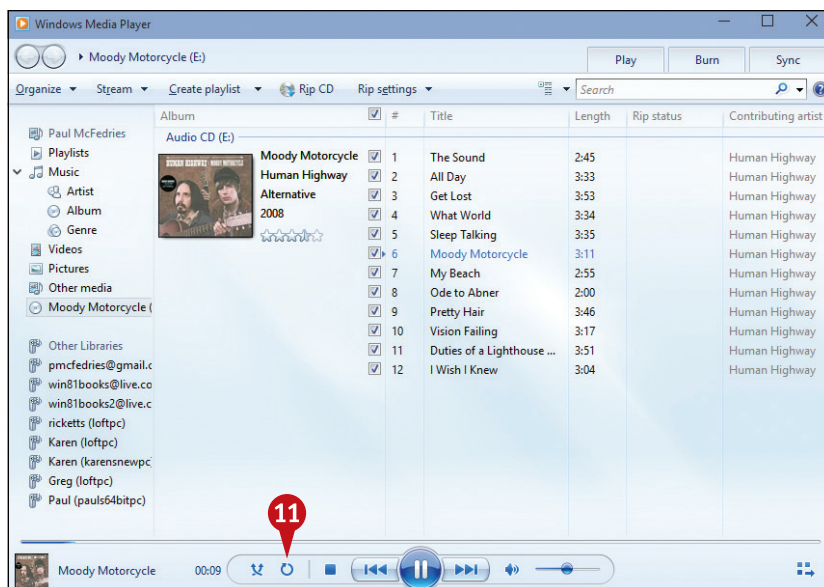 Windows Media Player
Moody Motorcycle (E:)
Play Burn Sync
Organize Stream Create playlist Rip CD Rip settings Search
Album # Title Length Rip status Contributing artist
Audio CD (E:)
Paul McFedries
Playlists
Music
Artist
Album
Genre
Videos
Pictures
Other media
Moody Motorcycle (
Other Libraries
pmcfedries@gmail.c
win81books@live.co
win81books2@live.c
ricketts (loftpc)
Karen (loftpc)
Karen (karensnewpc
Greg (loftpc)
Paul (pauls64bitpc)
HUMAN HIGHWAY MOODY MOTORCYCLE
Moody Motorcycle
Human Highway
Alternative
2008
1 The Sound 2:45 Human Highway
2 All Day 3:33 Human Highway
3 Get Lost 3:53 Human Highway
4 What World 3:34 Human Highway
5 Sleep Talking 3:35 Human Highway
6 Moody Motorcycle 3:11 Human Highway
7 My Beach 2:55 Human Highway
8 Ode to Abner 2:00 Human Highway
9 Pretty Hair 3:46 Human Highway
10 Vision Failing 3:17 Human Highway
11 Duties of a Lighthouse ... 3:51 Human Highway
12 I Wish I Knew 3:04 Human Highway
11
Moody Motorcycle 00:09